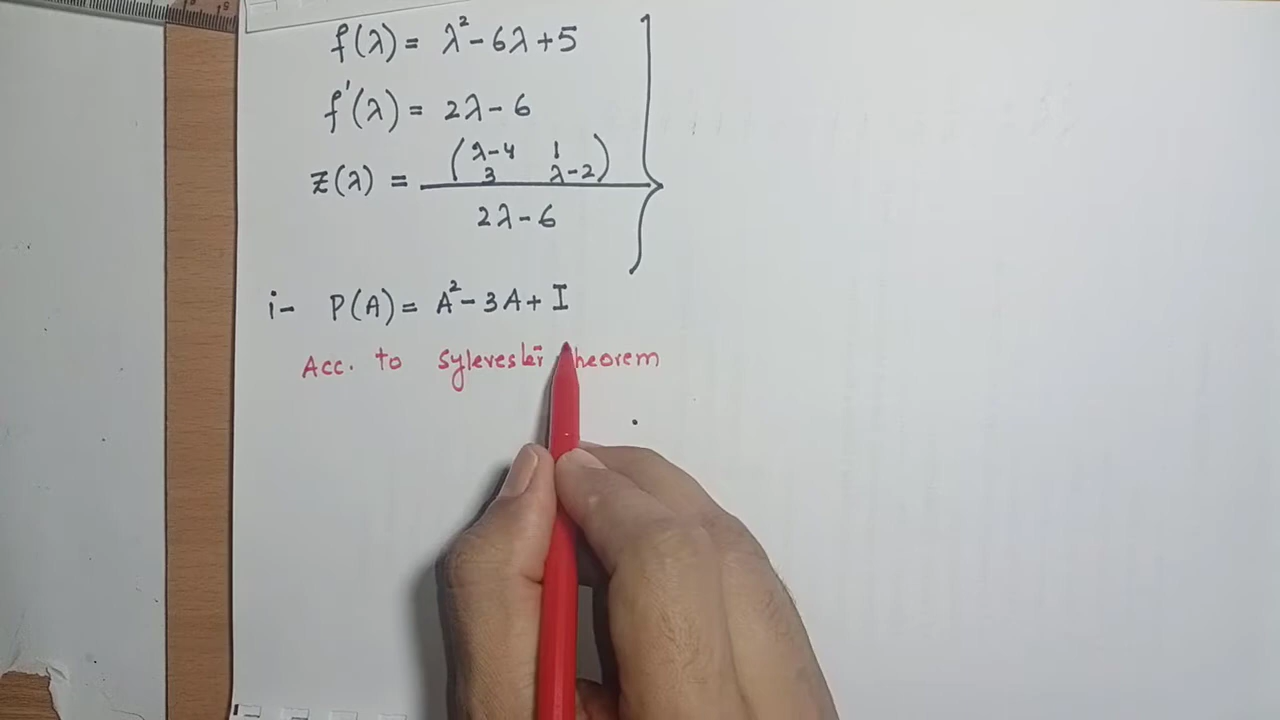 f(λ) = λ² - 6λ + 5
f'(λ) = 2λ - 6
z(λ) = (λ-4 1
3 λ-2)
2λ - 6
i- P(A) = A² - 3A + I
Acc. to Sylevester theorem